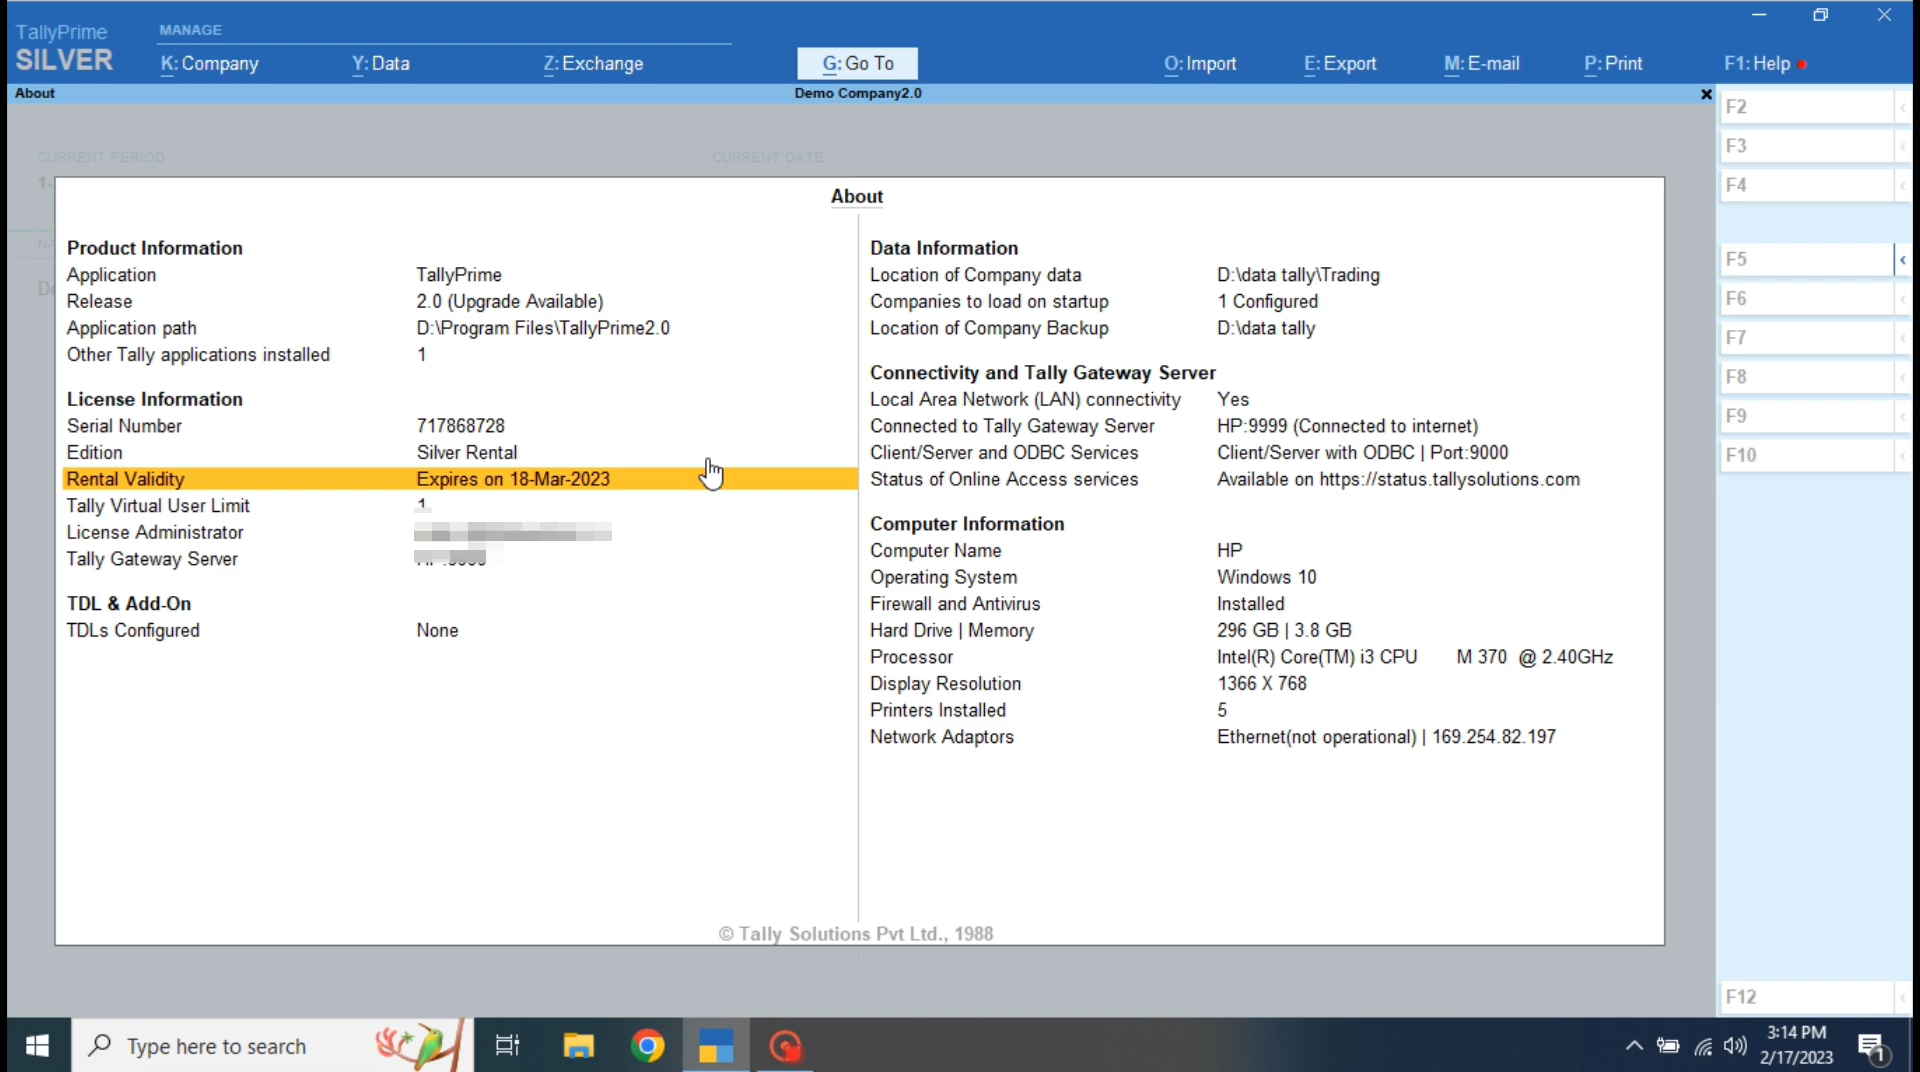 TallyPrime
SILVER
MANAGE
K: Company
Y: Data
Z: Exchange
G: Go To
O: Import
E: Export
M: E-mail
P: Print
F1: Help
About
Demo Company2.0
CURRENT PERIOD
CURRENT DATE
About
Product Information
Application TallyPrime
Release 2.0 (Upgrade Available)
Application path D:\Program Files\TallyPrime2.0
Other Tally applications installed 1
License Information
Serial Number 717868728
Edition Silver Rental
Rental Validity Expires on 18-Mar-2023
Tally Virtual User Limit 1
License Administrator
Tally Gateway Server
TDL & Add-On
TDLs Configured None
Data Information
Location of Company data D:\data tally\Trading
Companies to load on startup 1 Configured
Location of Company Backup D:\data tally
Connectivity and Tally Gateway Server
Local Area Network (LAN) connectivity Yes
Connected to Tally Gateway Server HP:9999 (Connected to internet)
Client/Server and ODBC Services Client/Server with ODBC | Port:9000
Status of Online Access services Available on https://status.tallysolutions.com
Computer Information
Computer Name HP
Operating System Windows 10
Firewall and Antivirus Installed
Hard Drive | Memory 296 GB | 3.8 GB
Processor Intel(R) Core(TM) i3 CPU M 370 @ 2.40GHz
Display Resolution 1366 X 768
Printers Installed 5
Network Adaptors Ethernet(not operational) | 169.254.82.197
© Tally Solutions Pvt Ltd., 1988
F2
F3
F4
F5
F6
F7
F8
F9
F10
F12
Type here to search
3:14 PM
2/17/2023
1